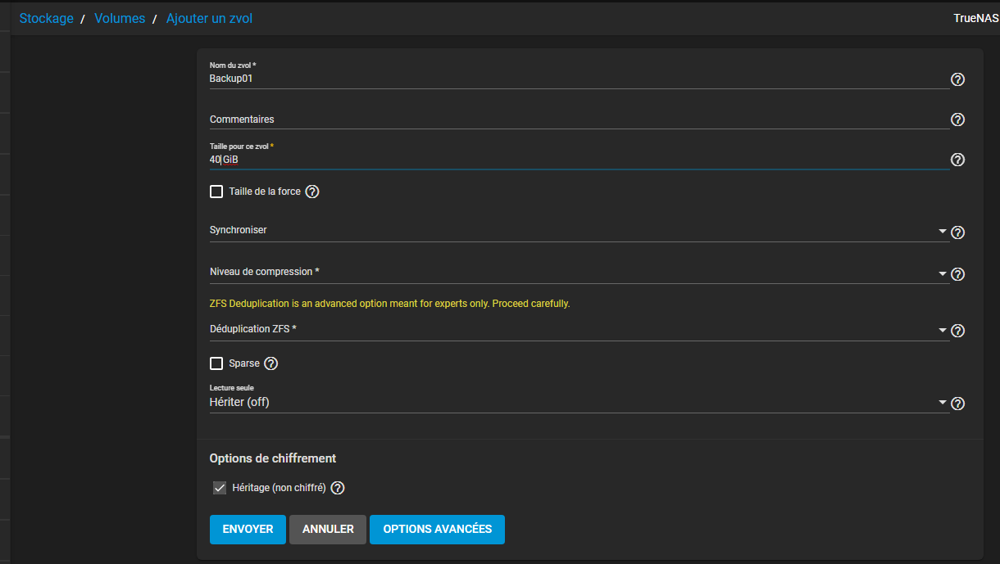 Stockage / Volumes / Ajouter un zvol
TrueNAS
Nom du zvol *
Backup01
Commentaires
Taille pour ce zvol *
40 GiB
Taille de la force
Synchroniser
Niveau de compression *
ZFS Deduplication is an advanced option meant for experts only. Proceed carefully.
Déduplication ZFS *
Sparse
Lecture seule
Hériter (off)
Options de chiffrement
Héritage (non chiffré)
ENVOYER
ANNULER
OPTIONS AVANCÉES